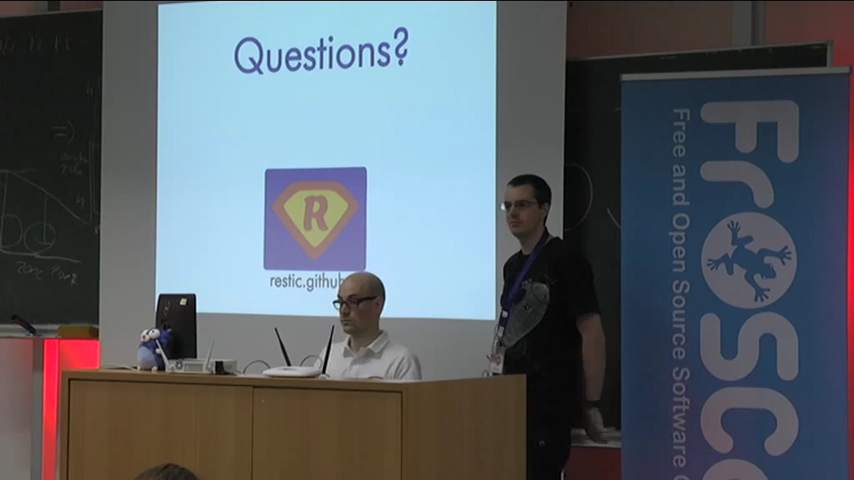 Questions?
R
restic.github
FrOSCo
Free and Open Source Software